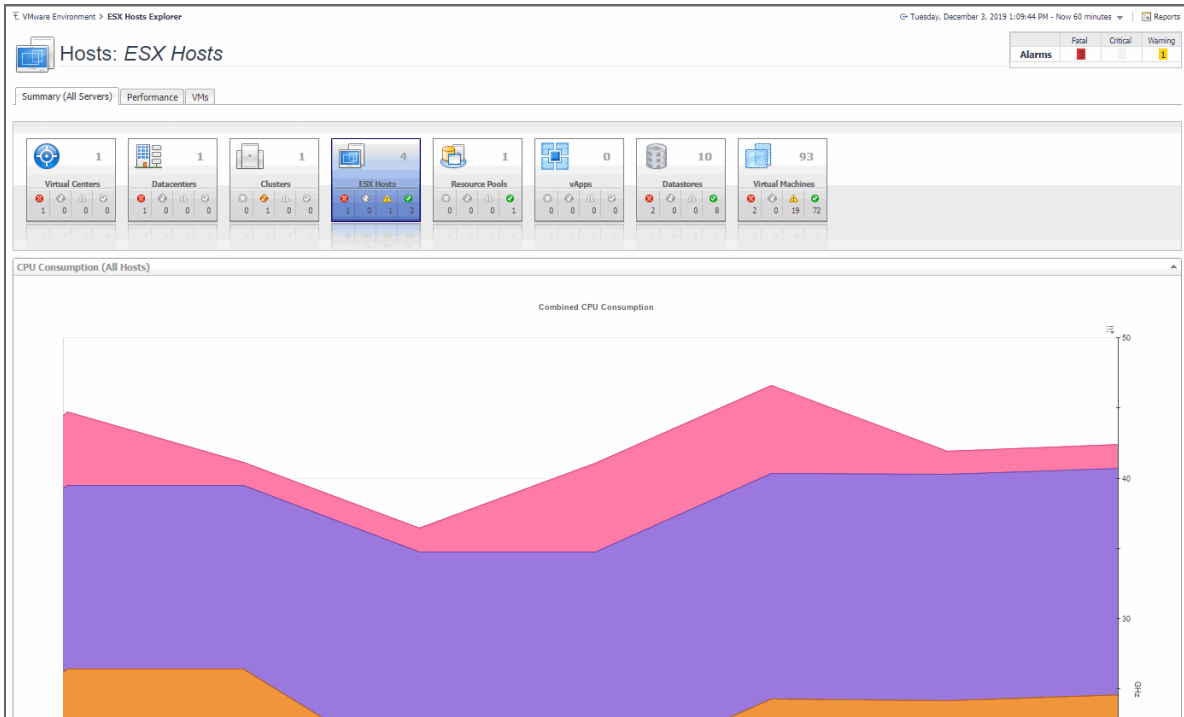 VMware Environment > ESX Hosts Explorer
Tuesday, December 3, 2019 1:09:44 PM - Now 60 minutes | Reports
Hosts: ESX Hosts
Fatal Critical Warning
Alarms 1
Summary (All Servers) Performance VMs
1 1 1 4 1 0 10 93
Virtual Centers Datacenters Clusters ESX Hosts Resource Pools vApps Datastores Virtual Machines
1 0 0 0 1 0 0 0 0 1 0 0 1 0 1 2 0 0 0 1 0 0 0 0 2 0 0 8 2 0 19 72
CPU Consumption (All Hosts)
Combined CPU Consumption
50
40
30
GHz